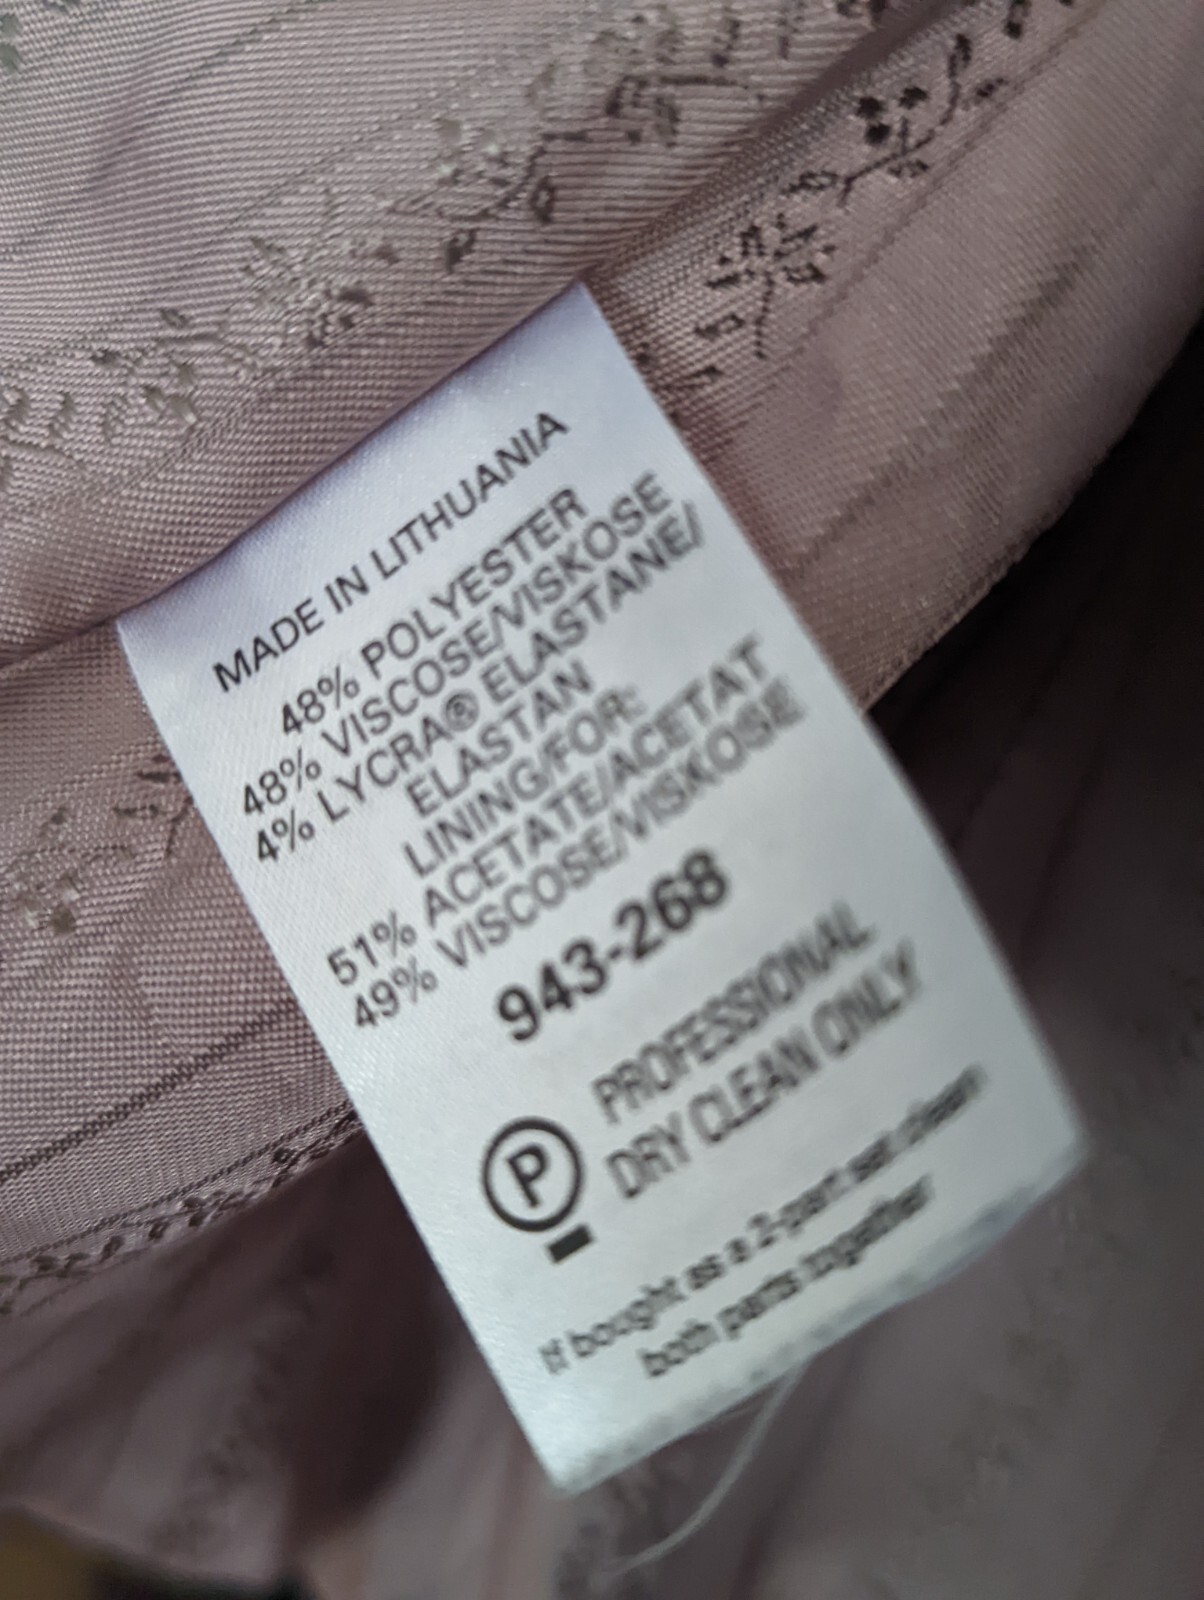 MADE IN LITHUANIA
48% POLYESTER
48% VISCOSE/VISKOSE
4% LYCRA® ELASTANE/
ELASTAN
LINING/FOR:
51% ACETATE/ACETAT
49% VISCOSE/VISKOSE
943-268
PROFESSIONAL
DRY CLEAN ONLY
P
If bought as a 2-part set clean
both parts together